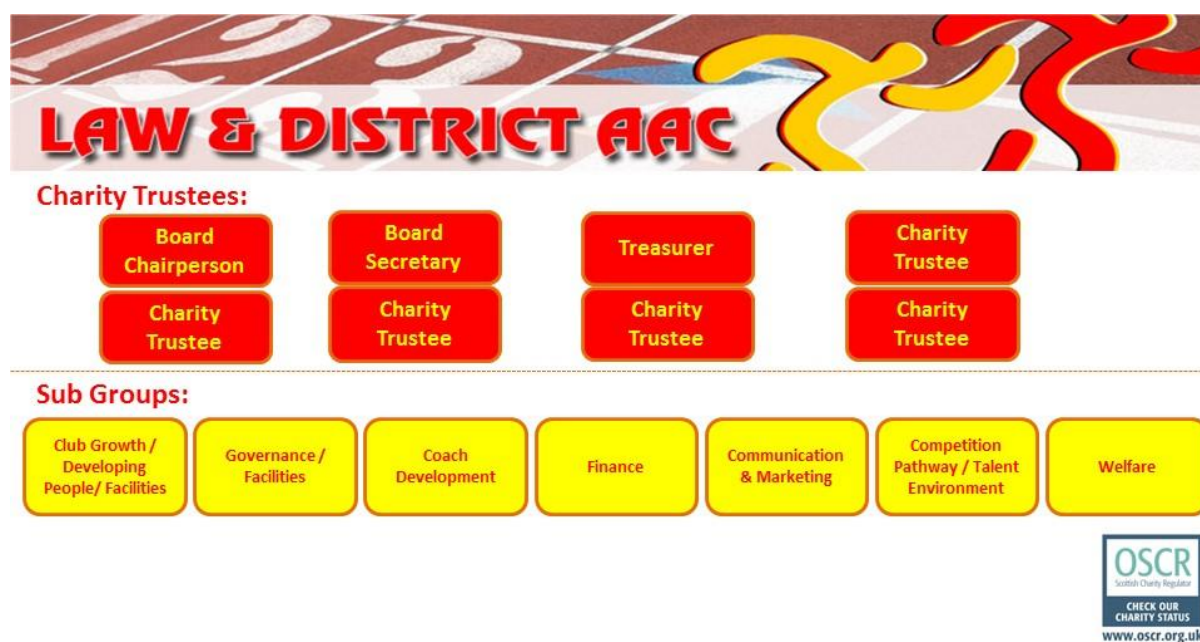 LAW & DISTRICT AAC
Charity Trustees:
Board
Chairperson
Board
Secretary
Treasurer
Charity
Trustee
Charity
Trustee
Charity
Trustee
Charity
Trustee
Charity
Trustee
Sub Groups:
Club Growth /
Developing
People/ Facilities
Governance /
Facilities
Coach
Development
Finance
Communication
& Marketing
Competition
Pathway / Talent
Environment
Welfare
OSCR
Scottish Charity Regulator
CHECK OUR
CHARITY STATUS
www.oscr.org.uk